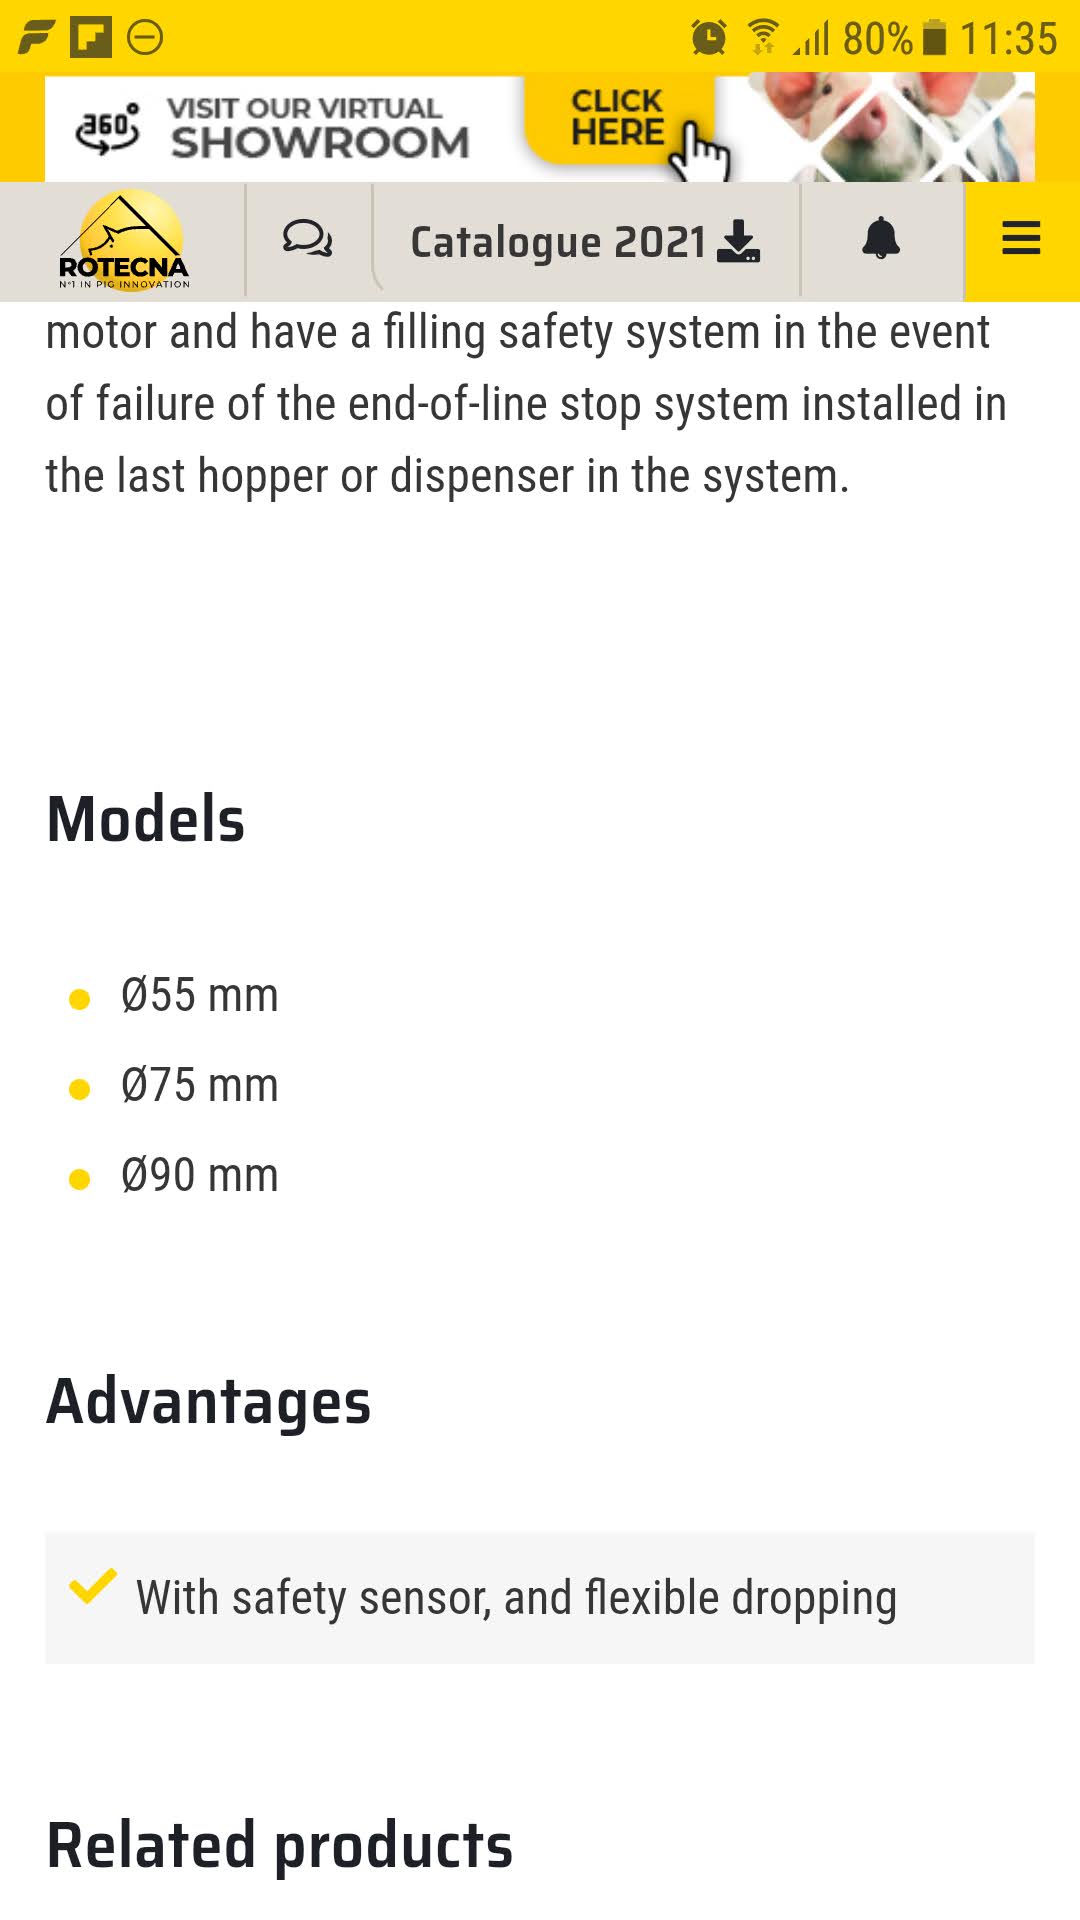 80% 11:35
360°
VISIT OUR VIRTUAL
SHOWROOM
CLICK
HERE
ROTECNA
Nº1 IN PIG INNOVATION
Catalogue 2021
motor and have a filling safety system in the event
of failure of the end-of-line stop system installed in
the last hopper or dispenser in the system.
Models
Ø55 mm
Ø75 mm
Ø90 mm
Advantages
With safety sensor, and flexible dropping
Related products